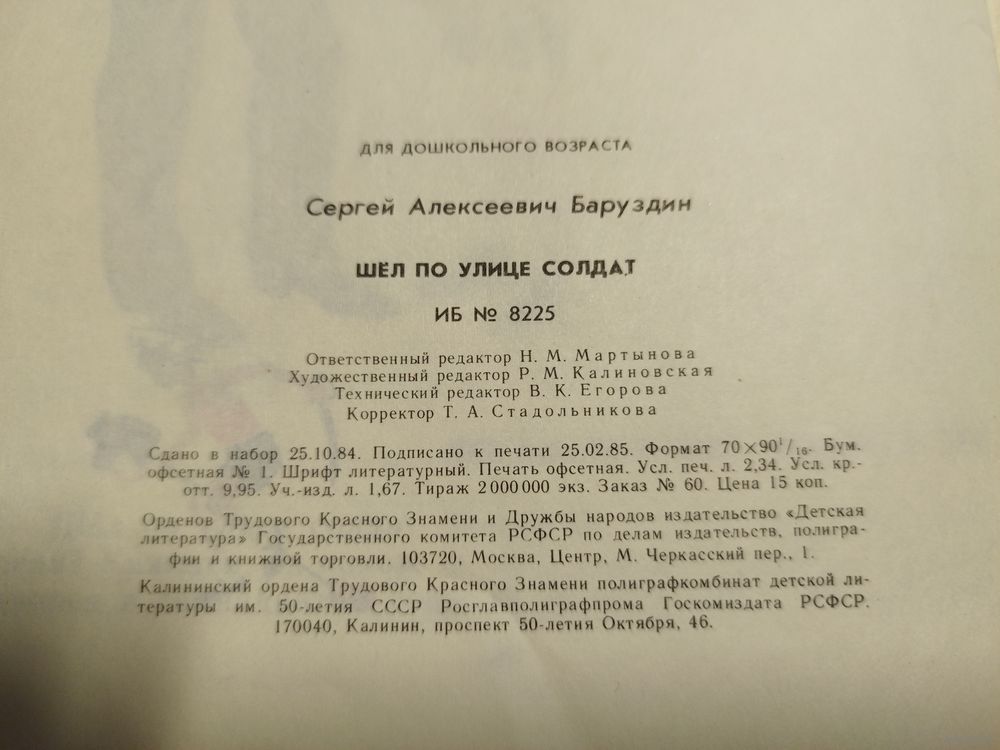 ДЛЯ ДОШКОЛЬНОГО ВОЗРАСТА
Сергей Алексеевич Баруздин
ШЕЛ ПО УЛИЦЕ СОЛДАТ
ИБ № 8225
Ответственный редактор Н. М. Мартынова
Художественный редактор Р. М. Калиновская
Технический редактор В. К. Егорова
Корректор Т. А. Стадольникова
Сдано в набор 25.10.84. Подписано к печати 25.02.85. Формат 70×90¹/₁₆. Бум.
офсетная № 1. Шрифт литературный. Печать офсетная. Усл. печ. л. 2,34. Усл. кр.-
отт. 9,95. Уч.-изд. л. 1,67. Тираж 2 000 000 экз. Заказ № 60. Цена 15 коп.
Орденов Трудового Красного Знамени и Дружбы народов издательство «Детская
литература» Государственного комитета РСФСР по делам издательств, полигра-
фии и книжной торговли. 103720, Москва, Центр, М. Черкасский пер., 1.
Калининский ордена Трудового Красного Знамени полиграфкомбинат детской ли-
тературы им. 50-летия СССР Росглавполиграфпрома Госкомиздата РСФСР.
170040, Калинин, проспект 50-летия Октября, 46.